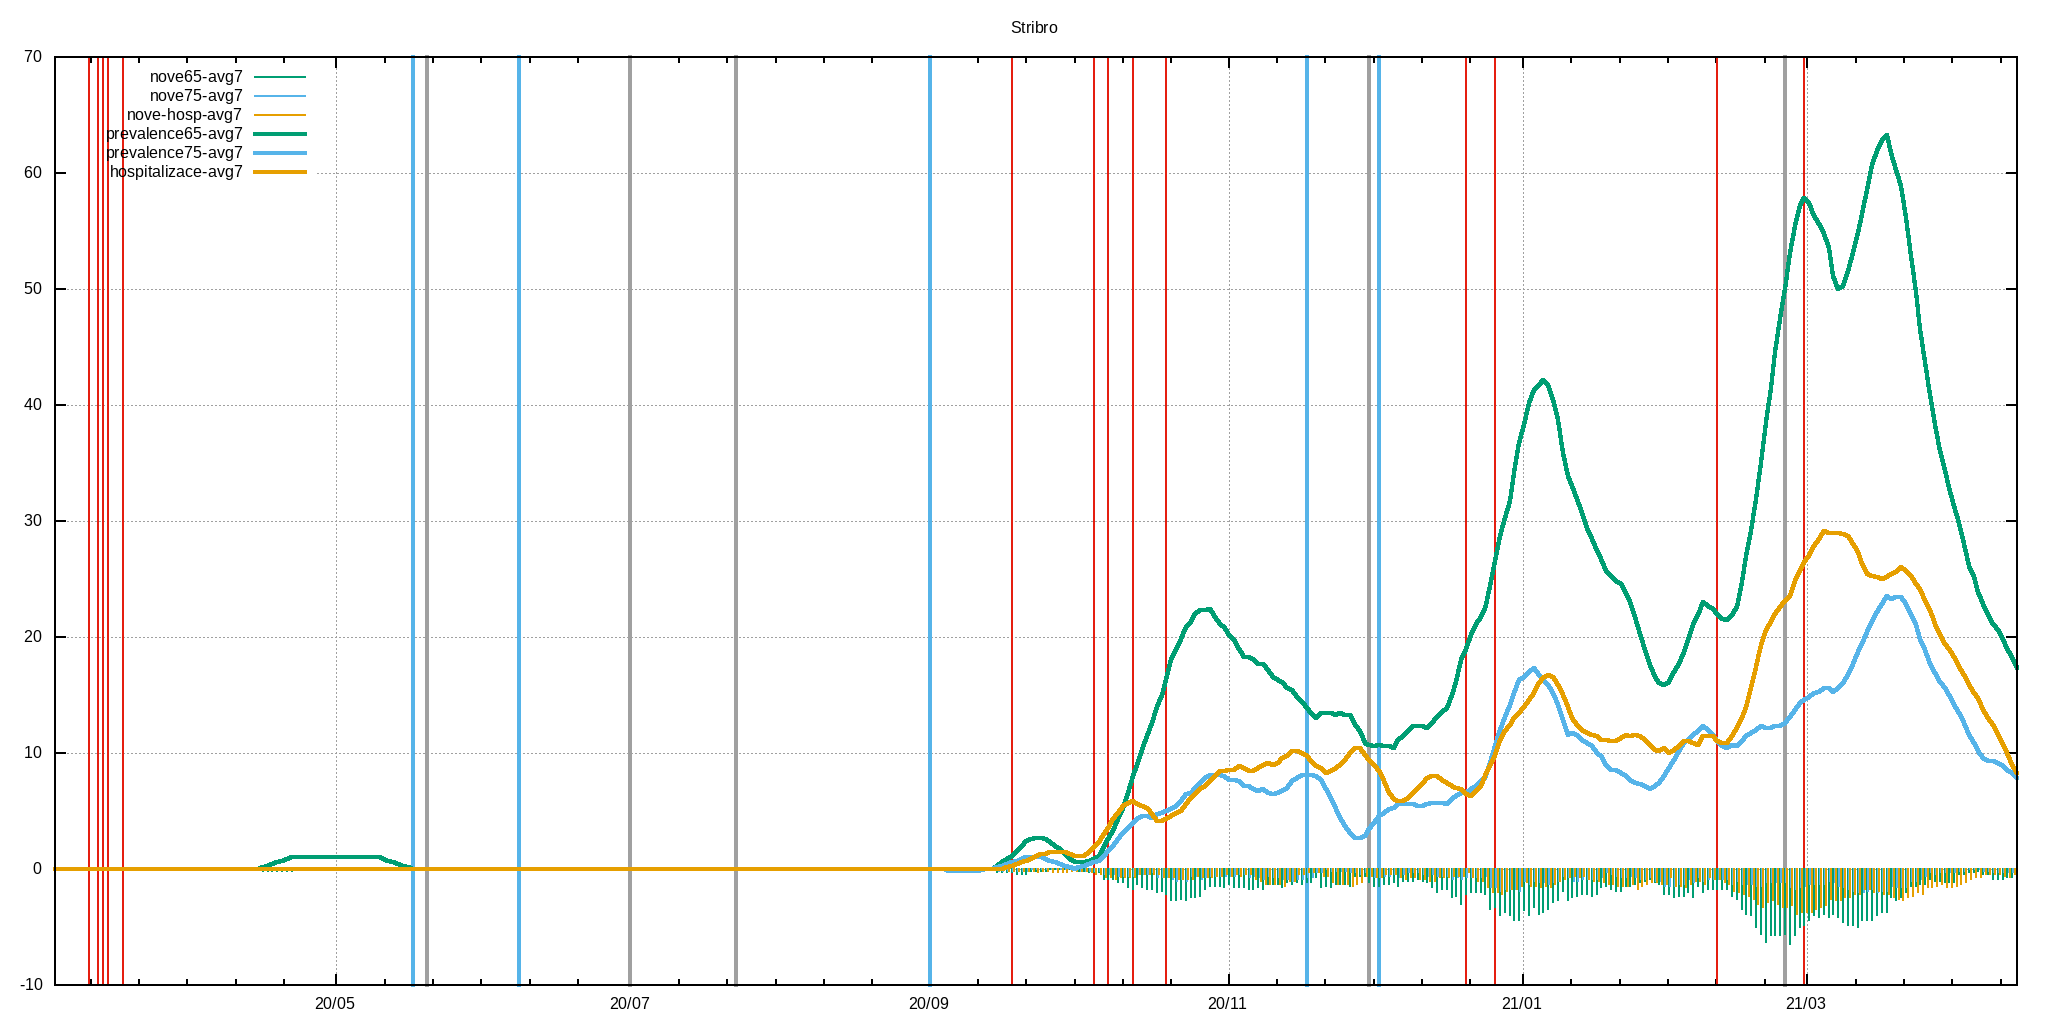 Stribro
70
nove65-avg7
nove75-avg7
nove-hosp-avg7
prevalence65-avg7
prevalence75-avg7
hospitalizace-avg7
60
50
40
30
20
10
0
-10
20/05 20/07 20/09 20/11 21/01 21/03